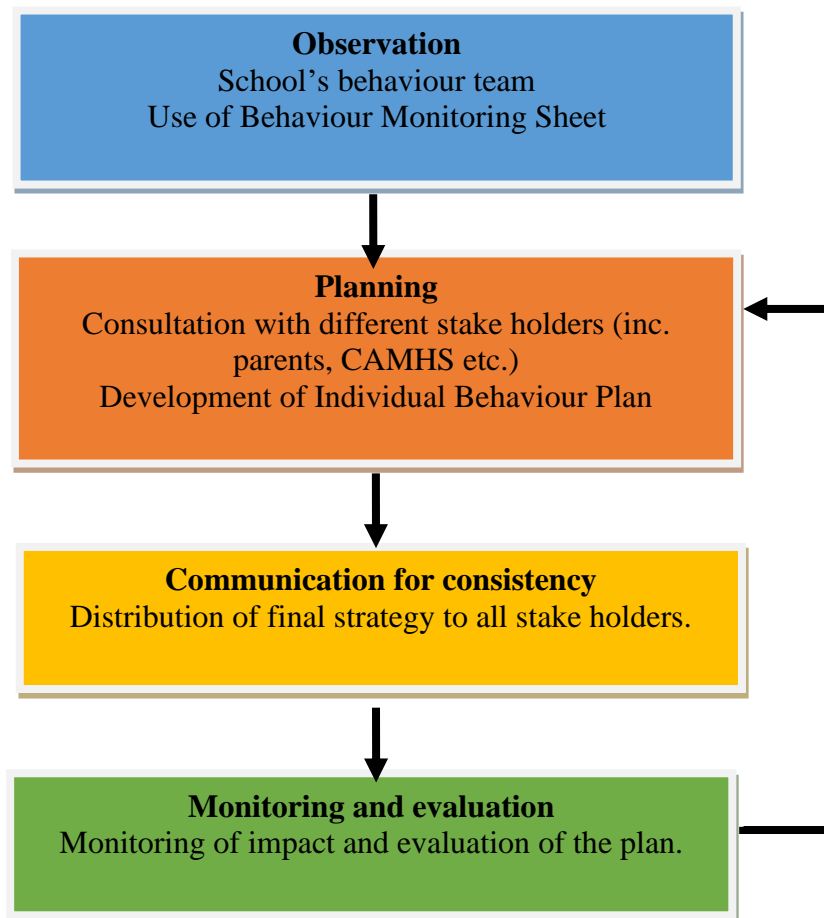 Observation
School’s behaviour team
Use of Behaviour Monitoring Sheet
Planning
Consultation with different stake holders (inc.
parents, CAMHS etc.)
Development of Individual Behaviour Plan
Communication for consistency
Distribution of final strategy to all stake holders.
Monitoring and evaluation
Monitoring of impact and evaluation of the plan.